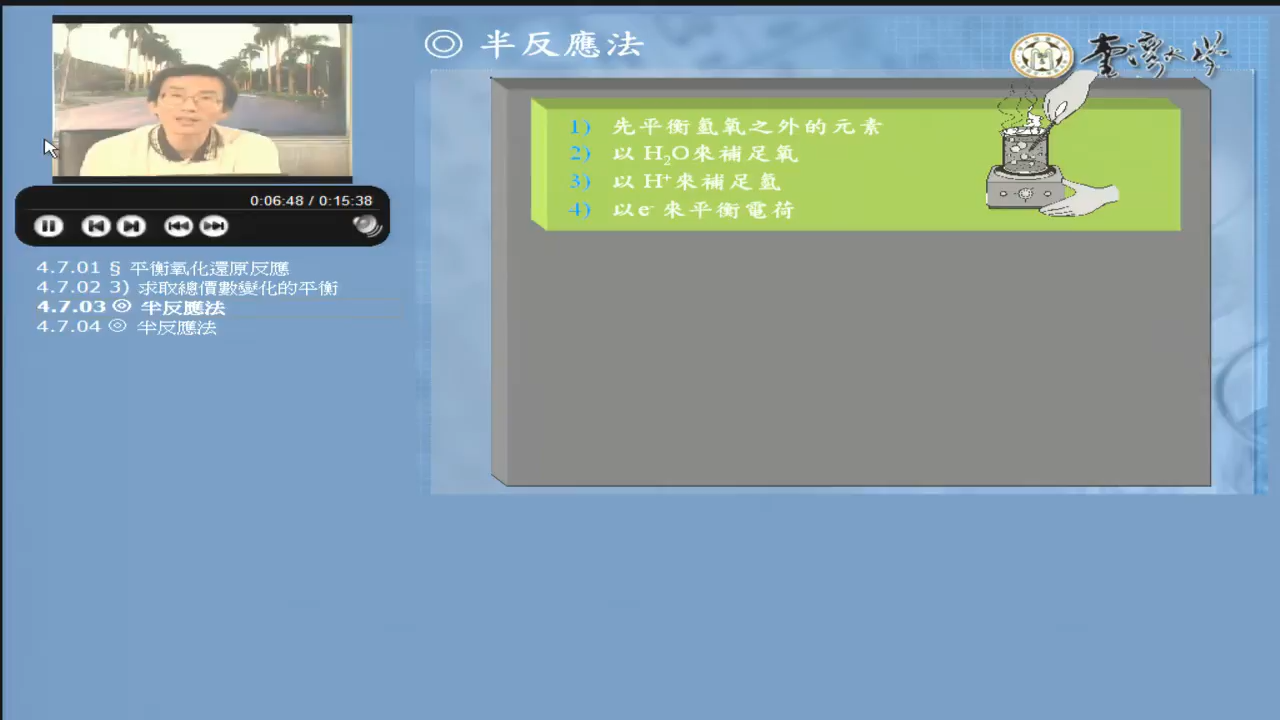 ◎ 半反應法
臺灣大學
1) 先平衡氫氧之外的元素
2) 以 H₂O來補足氧
3) 以 H⁺來補足氫
4) 以e⁻ 來平衡電荷
0:06:48 / 0:15:38
4.7.01 § 平衡氧化還原反應
4.7.02 3) 求取總價數變化的平衡
4.7.03 ◎ 半反應法
4.7.04 ◎ 半反應法